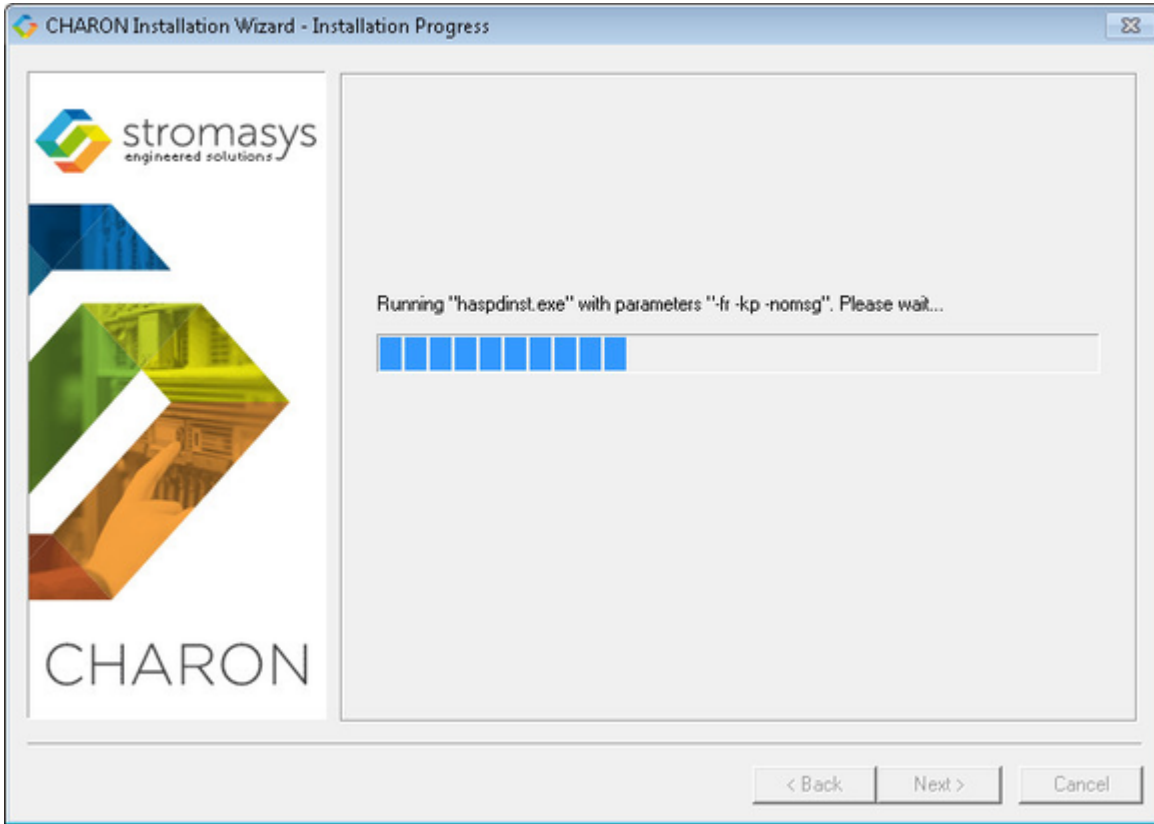 CHARON Installation Wizard - Installation Progress
stromasys
engineered solutions
Running "haspdinst.exe" with parameters "-fr -kp -nomsg". Please wait...
CHARON
< Back
Next >
Cancel